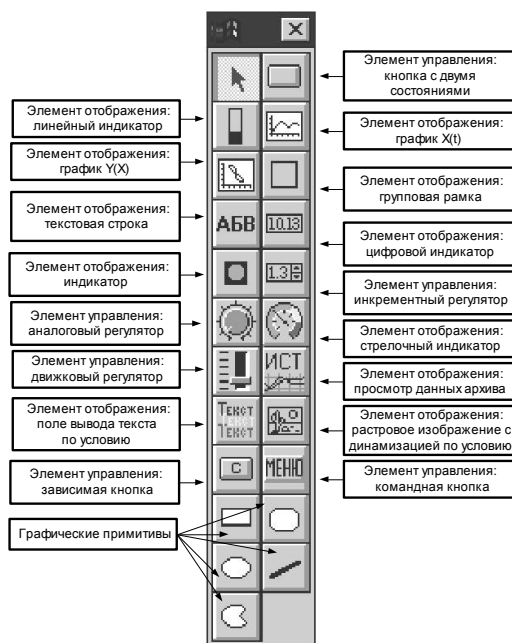 Элемент управления:
кнопка с двумя
состояниями
Элемент отображения:
линейный индикатор
Элемент отображения:
график X(t)
Элемент отображения:
график Y(X)
Элемент отображения:
групповая рамка
Элемент отображения:
текстовая строка
АБВ
10.13
Элемент отображения:
цифровой индикатор
Элемент отображения:
индикатор
1.3
Элемент управления:
инкрементный регулятор
Элемент управления:
аналоговый регулятор
Элемент отображения:
стрелочный индикатор
Элемент управления:
движковый регулятор
ИСТ
Элемент отображения:
просмотр данных архива
Элемент отображения:
поле вывода текста
по условию
Текст
Текст
Текст
Элемент отображения:
растровое изображение с
динамизацией по условию
Элемент управления:
зависимая кнопка
С
МЕНЮ
Элемент управления:
командная кнопка
Графические примитивы